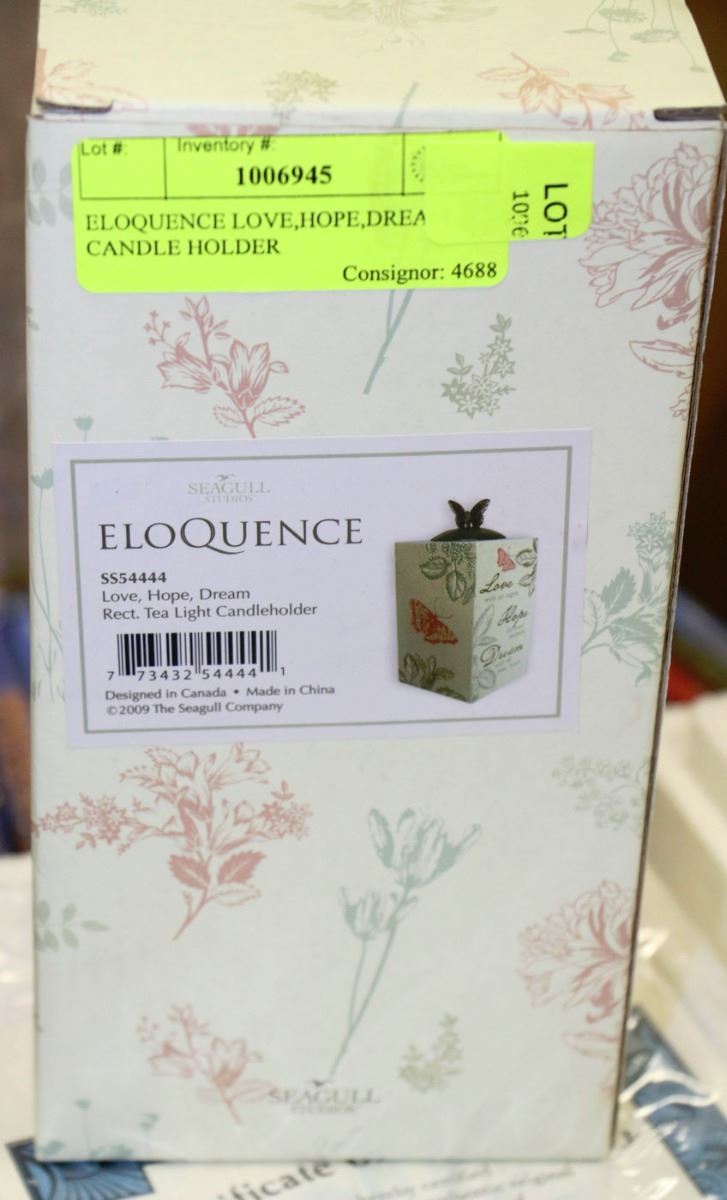 Lot #: Inventory #:
1006945
ELOQUENCE LOVE,HOPE,DREA
CANDLE HOLDER
Consignor: 4688
LOT
SEAGULL
STUDIOS
ELOQUENCE
SS54444
Love, Hope, Dream
Rect. Tea Light Candleholder
7 73432 54444 1
Designed in Canada • Made in China
©2009 The Seagull Company
Love
Hope
Dream
SEAGULL
STUDIOS